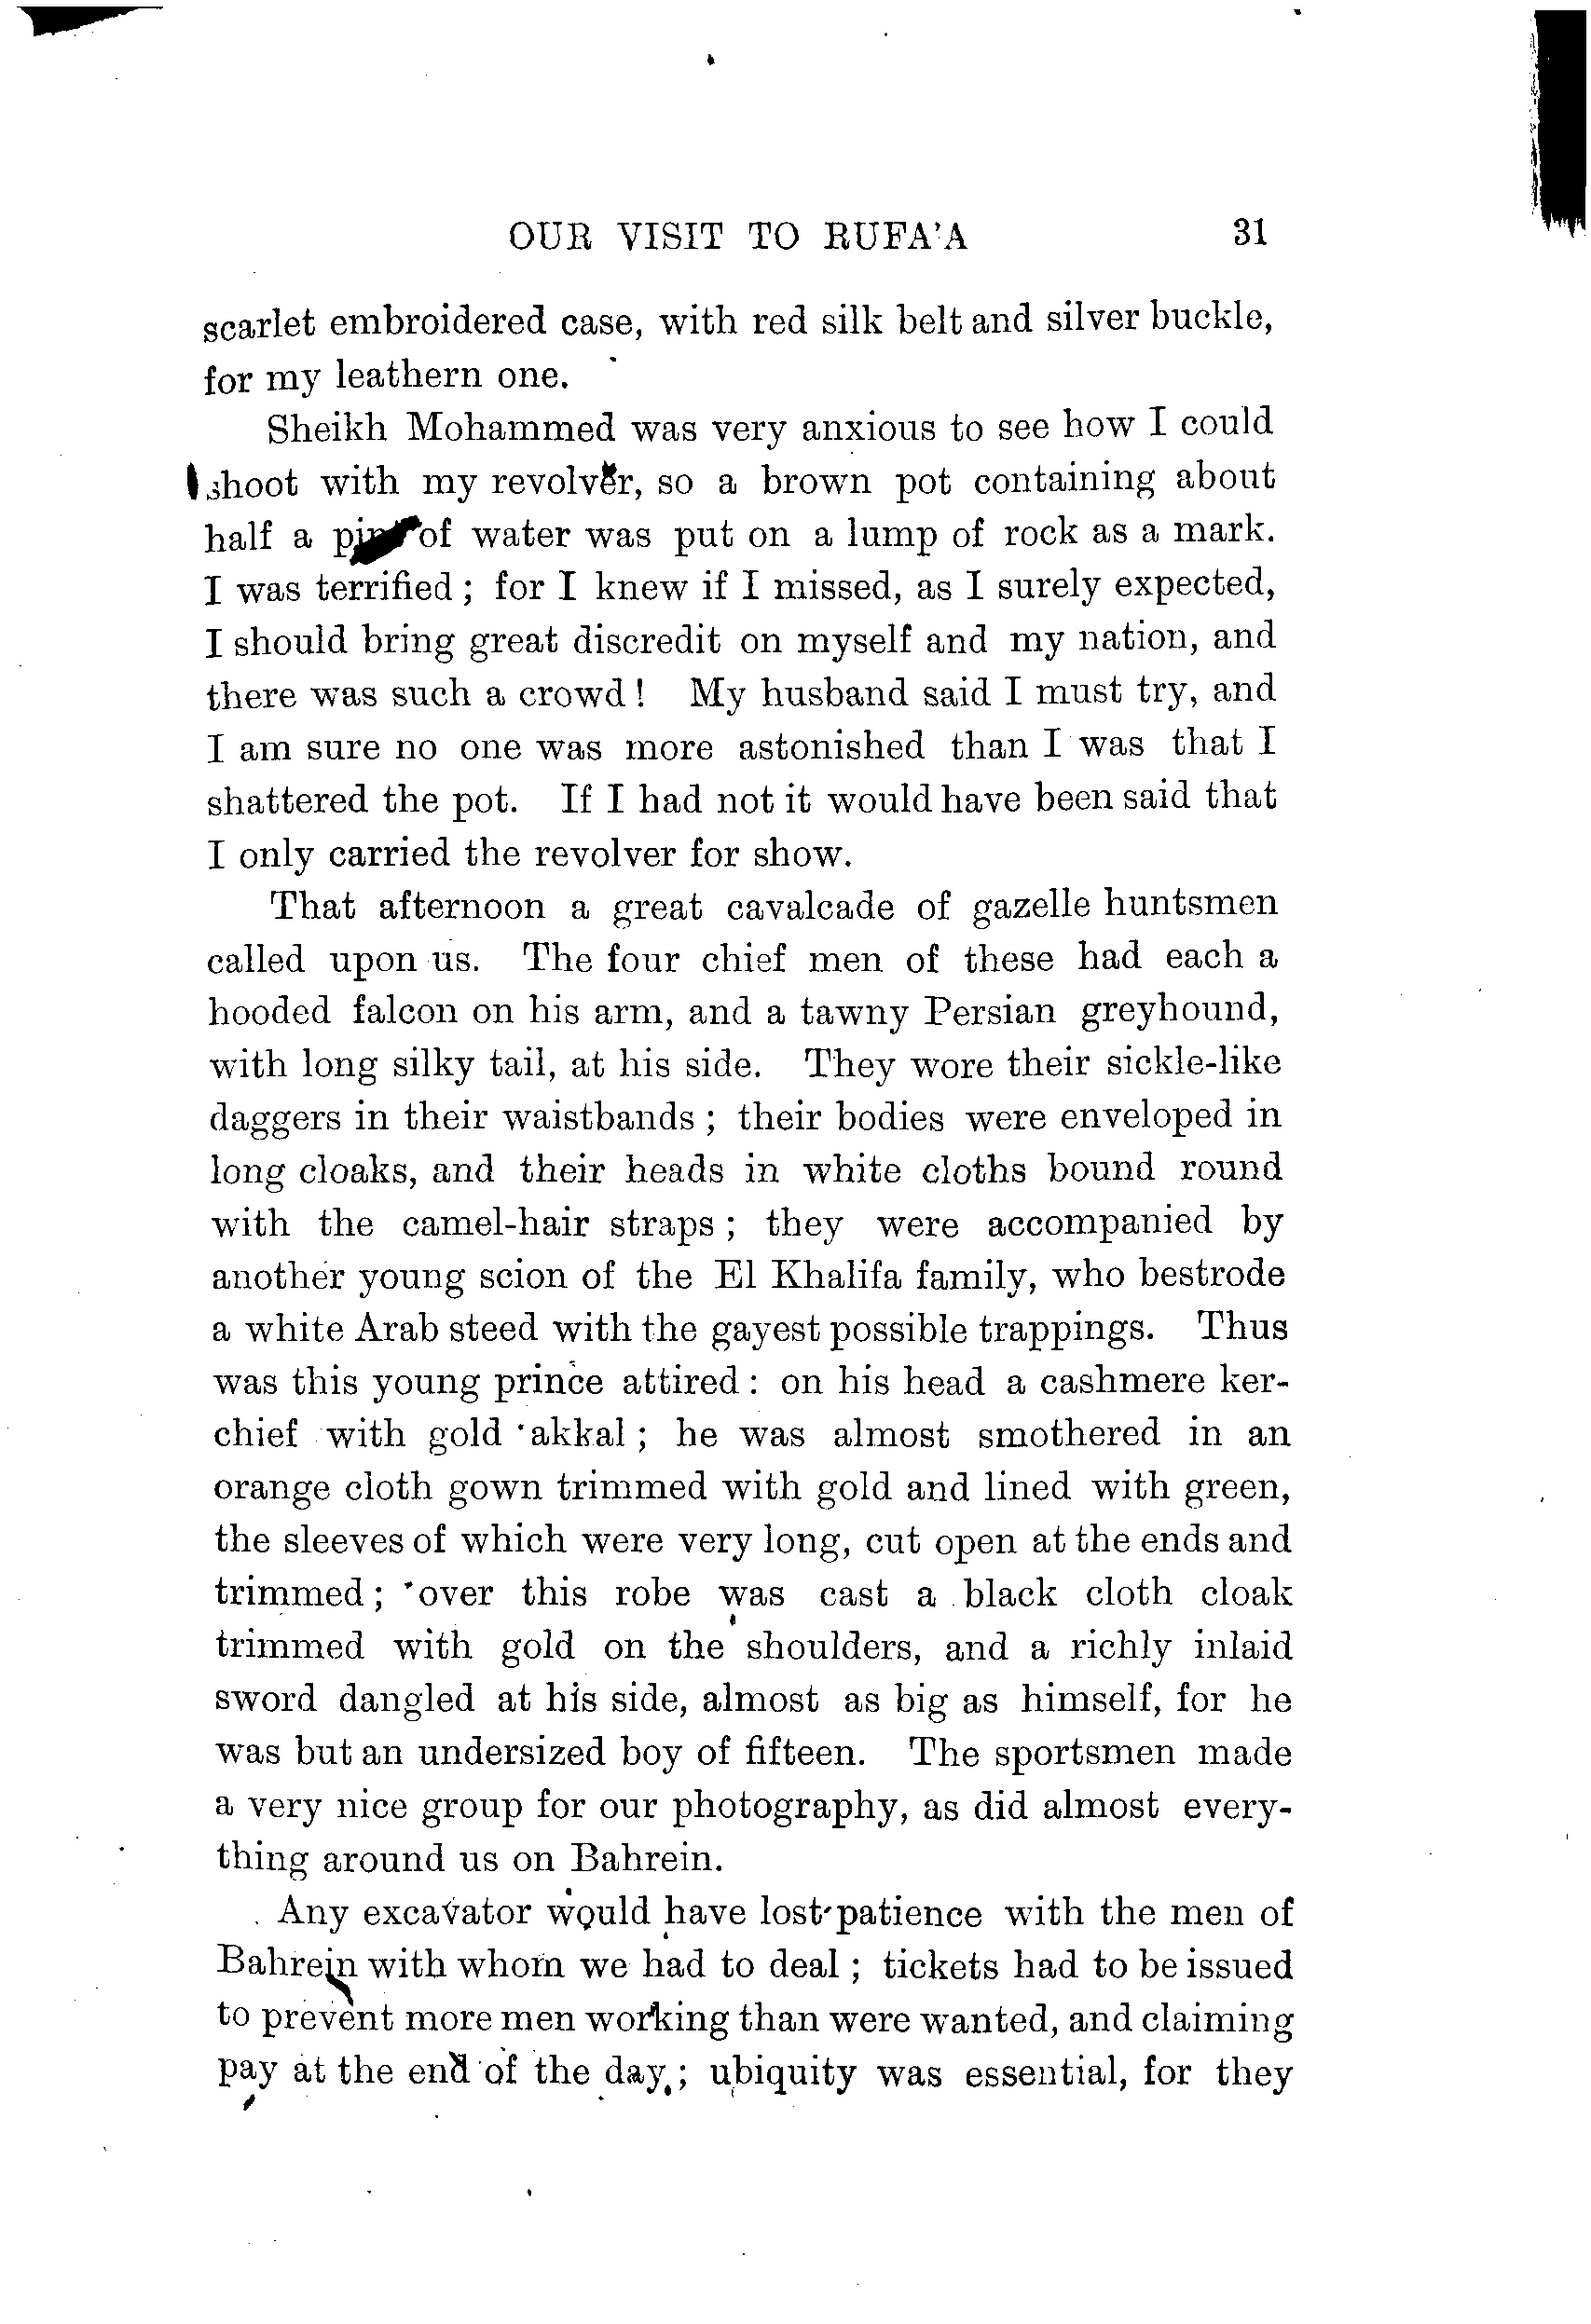 OUR VISIT TO RUFA'A 31
scarlet embroidered case, with red silk belt and silver buckle,
for my leathern one.
Sheikh Mohammed was very anxious to see how I could
shoot with my revolver, so a brown pot containing about
half a of water was put on a lump of rock as a mark.
I was terrified ; for I knew if I missed, as I surely expected,
I should bring great discredit on myself and my nation, and
there was such a crowd ! My husband said I must try, and
I am sure no one was more astonished than I was that I
shattered the pot. If I had not it would have been said that
I only carried the revolver for show.
That afternoon a great cavalcade of gazelle huntsmen
called upon us. The four chief men of these had each a
hooded falcon on his arm, and a tawny Persian greyhound,
with long silky tail, at his side. They wore their sickle-like
daggers in their waistbands ; their bodies were enveloped in
long cloaks, and their heads in white cloths bound round
with the camel-hair straps ; they were accompanied by
another young scion of the El Khalifa family, who bestrode
a white Arab steed with the gayest possible trappings. Thus
was this young prince attired : on his head a cashmere ker-
chief with gold 'akkal ; he was almost smothered in an
orange cloth gown trimmed with gold and lined with green,
the sleeves of which were very long, cut open at the ends and
trimmed ; over this robe was cast a black cloth cloak
trimmed with gold on the shoulders, and a richly inlaid
sword dangled at his side, almost as big as himself, for he
was but an undersized boy of fifteen. The sportsmen made
a very nice group for our photography, as did almost every-
thing around us on Bahrein.
Any excavator would have lost patience with the men of
Bahrein with whom we had to deal ; tickets had to be issued
to prevent more men working than were wanted, and claiming
pay at the end of the day ; ubiquity was essential, for they